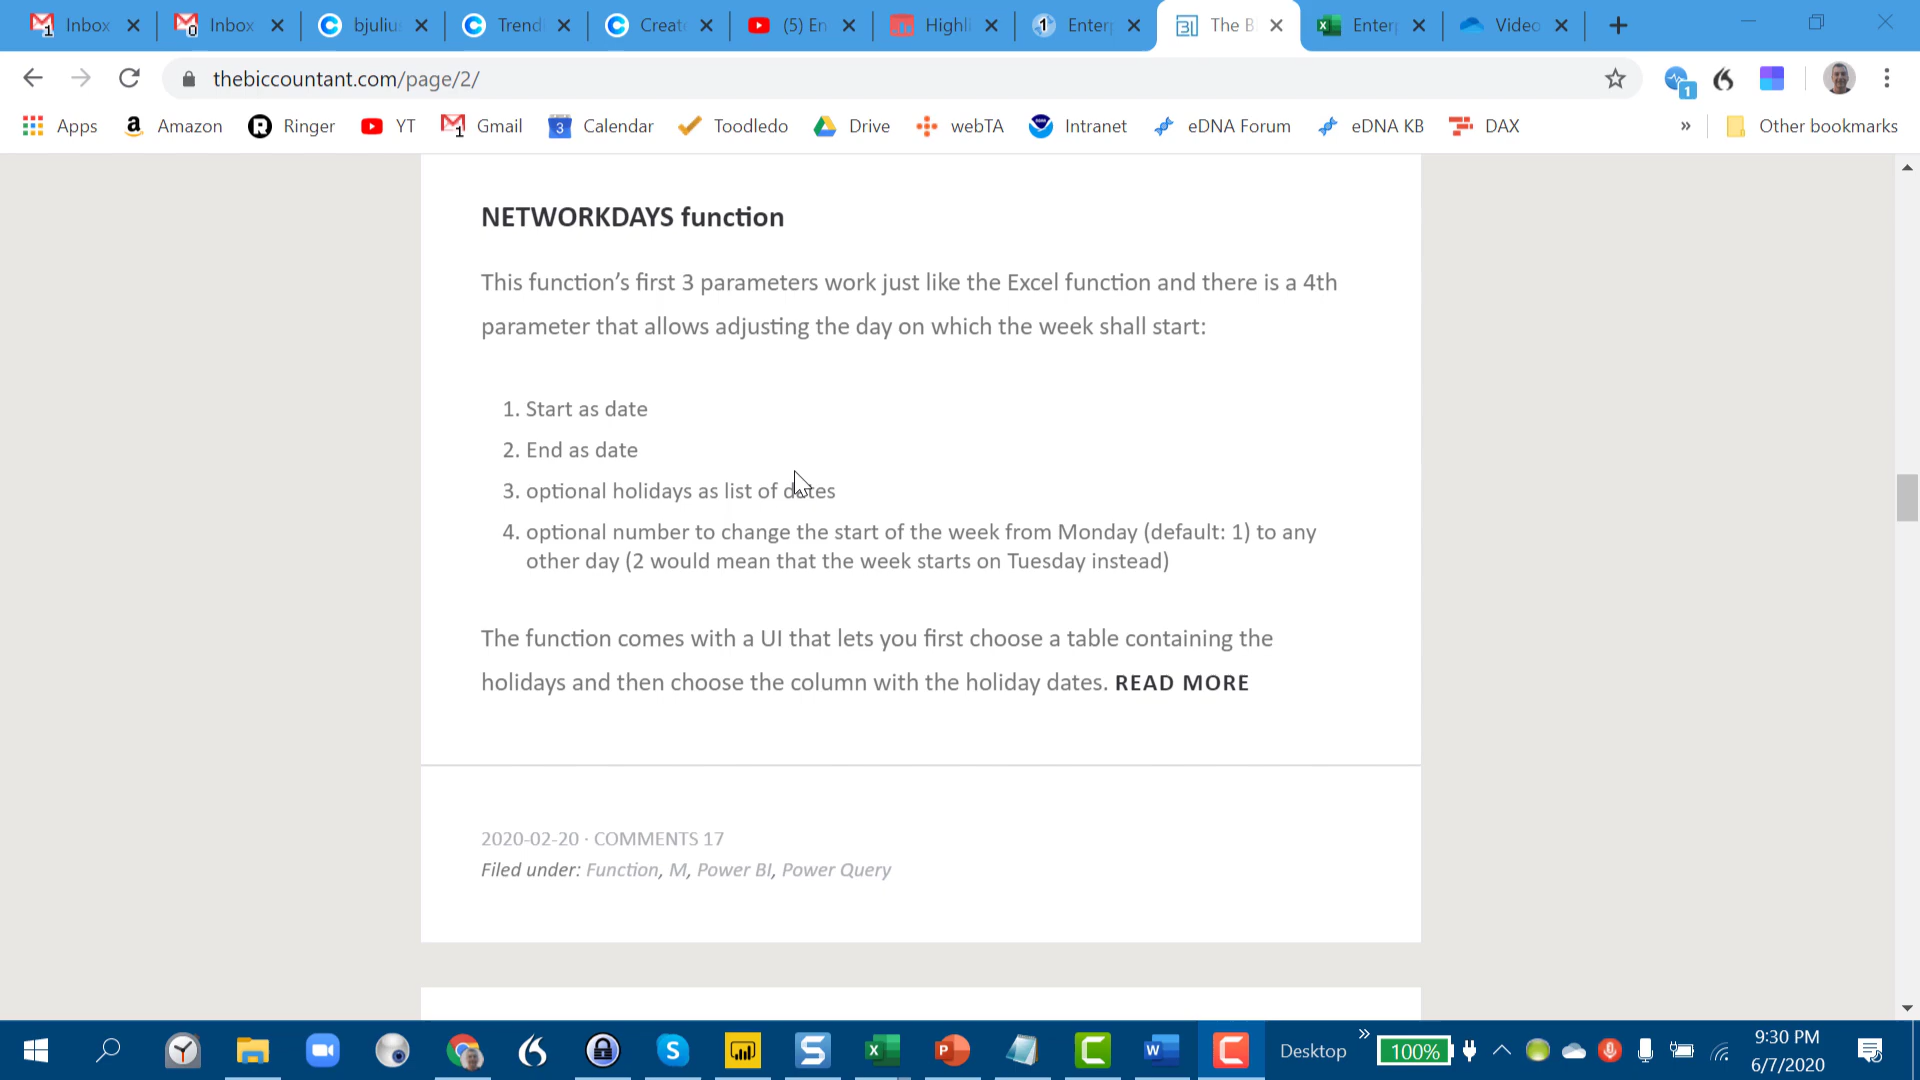 Inbox
Inbox
bjuliu
Trendi
Create
(5) En
Highli
Enter
The B
Enter
Video
thebiccountant.com/page/2/
1
Apps
Amazon
Ringer
YT
Gmail
Calendar
Toodledo
Drive
webTA
Intranet
eDNA Forum
eDNA KB
DAX
»
Other bookmarks
NETWORKDAYS function
This function’s first 3 parameters work just like the Excel function and there is a 4th
parameter that allows adjusting the day on which the week shall start:
1. Start as date
2. End as date
3. optional holidays as list of dates
4. optional number to change the start of the week from Monday (default: 1) to any
other day (2 would mean that the week starts on Tuesday instead)
The function comes with a UI that lets you first choose a table containing the
holidays and then choose the column with the holiday dates. READ MORE
2020-02-20 · COMMENTS 17
Filed under: Function, M, Power BI, Power Query
Desktop
»
100%
9:30 PM
6/7/2020